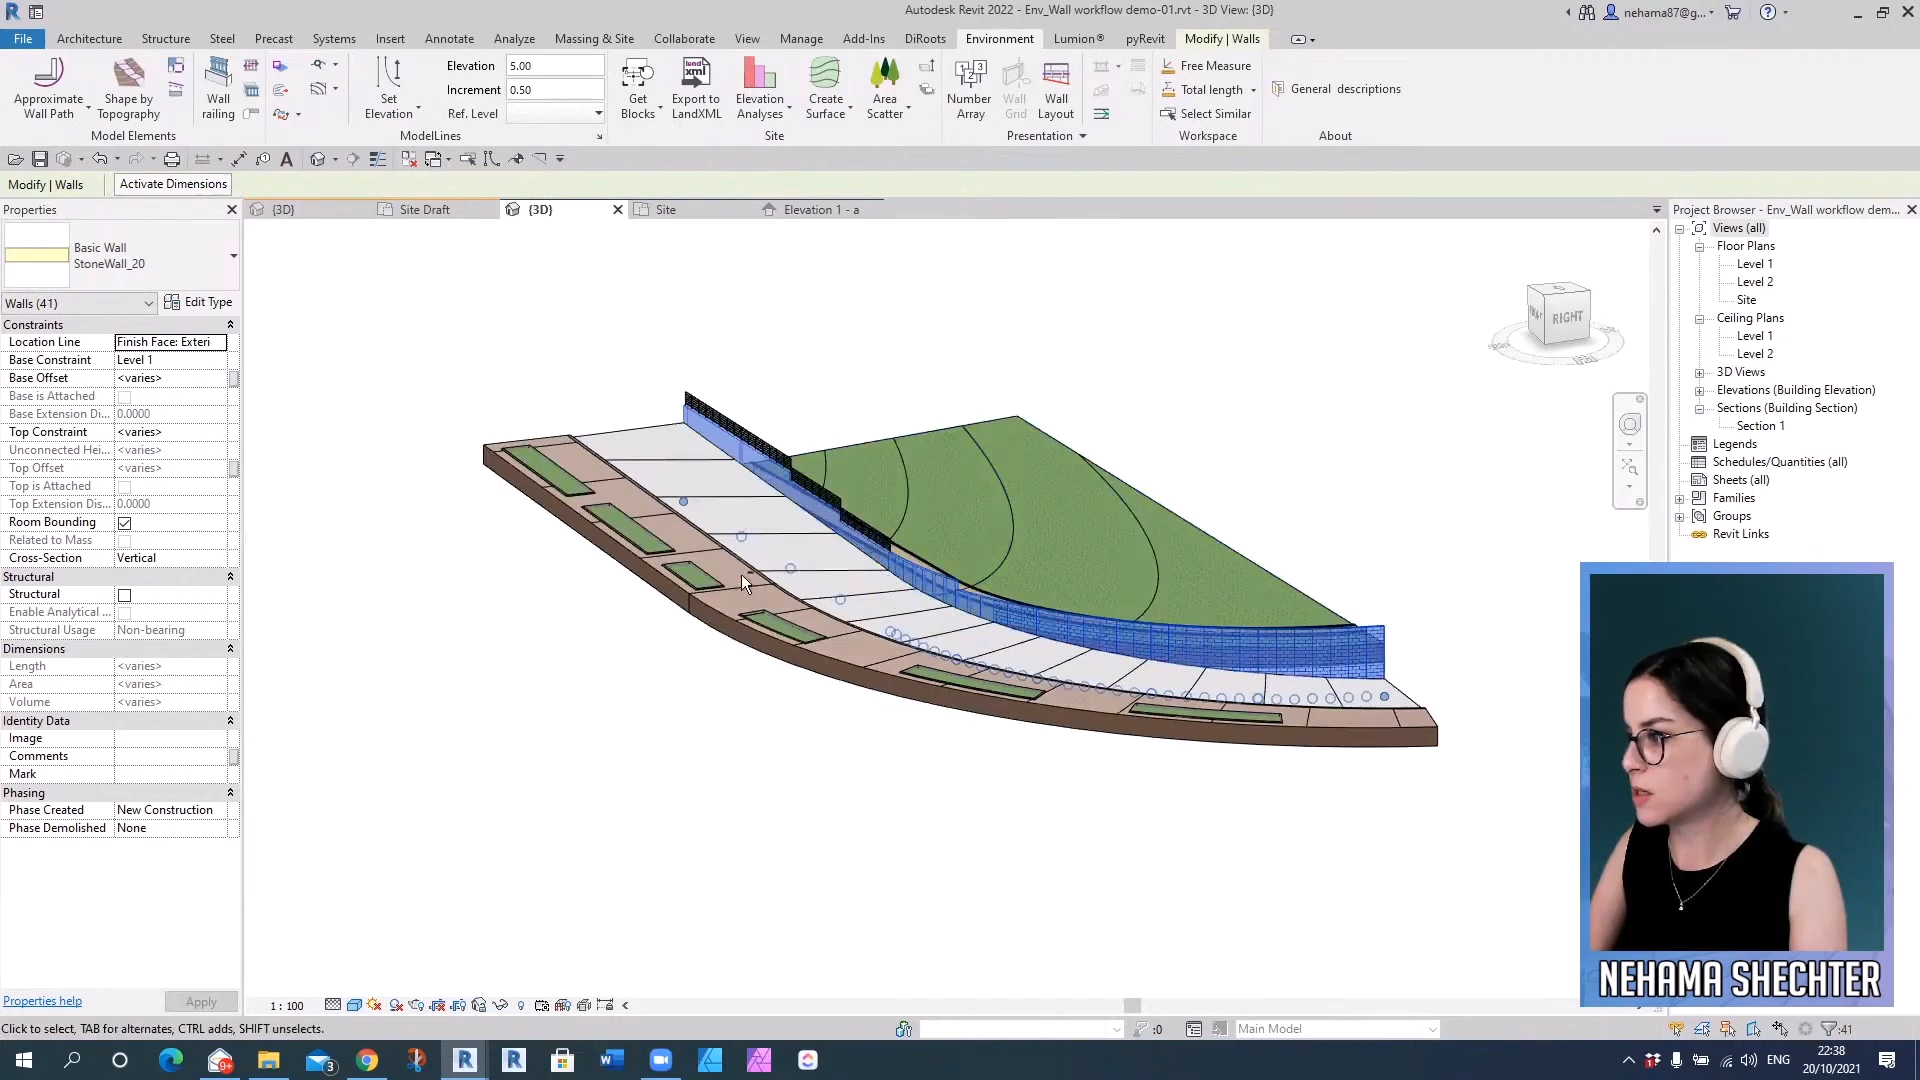 Autodesk Revit 2022 - Env_Wall workflow demo-01.rvt - 3D View: {3D}
nehama87@g...
File Architecture Structure Steel Precast Systems Insert Annotate Analyze Massing & Site Collaborate View Manage Add-Ins DiRoots Environment Lumion® pyRevit Modify | Walls
Approximate Wall Path
Shape by Topography
Wall railing
Model Elements
Set Elevation
Elevation 5.00
Increment 0.50
Ref. Level
ModelLines
Get Blocks
Export to LandXML
Elevation Analyses
Create Surface
Area Scatter
Site
Number Array
Wall Grid
Wall Layout
Presentation
Free Measure
Total length
Select Similar
Workspace
General descriptions
About
Modify | Walls Activate Dimensions
Properties
{3D} Site Draft {3D} Site Elevation 1 - a
Basic Wall
StoneWall_20
Walls (41) Edit Type
Constraints
Location Line Finish Face: Exteri
Base Constraint Level 1
Base Offset <varies>
Base is Attached
Base Extension Di... 0.0000
Top Constraint <varies>
Unconnected Hei... <varies>
Top Offset <varies>
Top is Attached
Top Extension Dis... 0.0000
Room Bounding
Related to Mass
Cross-Section Vertical
Structural
Structural
Enable Analytical ...
Structural Usage Non-bearing
Dimensions
Length <varies>
Area <varies>
Volume <varies>
Identity Data
Image
Comments
Mark
Phasing
Phase Created New Construction
Phase Demolished None
Properties help Apply
RIGHT
Project Browser - Env_Wall workflow dem...
Views (all)
Floor Plans
Level 1
Level 2
Site
Ceiling Plans
Level 1
Level 2
3D Views
Elevations (Building Elevation)
Sections (Building Section)
Section 1
Legends
Schedules/Quantities (all)
Sheets (all)
Families
Groups
Revit Links
NEHAMA SHECHTER
1 : 100
Click to select, TAB for alternates, CTRL adds, SHIFT unselects.
:0
Main Model
:41
9+
3
ENG
22:38
20/10/2021